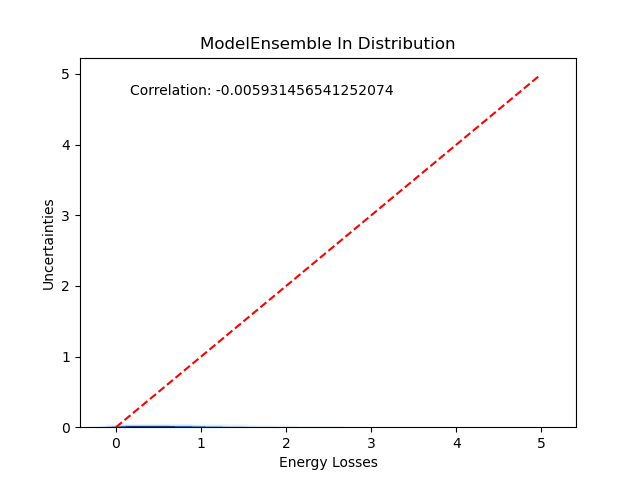 ModelEnsemble In Distribution
Correlation: -0.005931456541252074
5
4
3
2
1
0
Uncertainties
0 1 2 3 4 5
Energy Losses